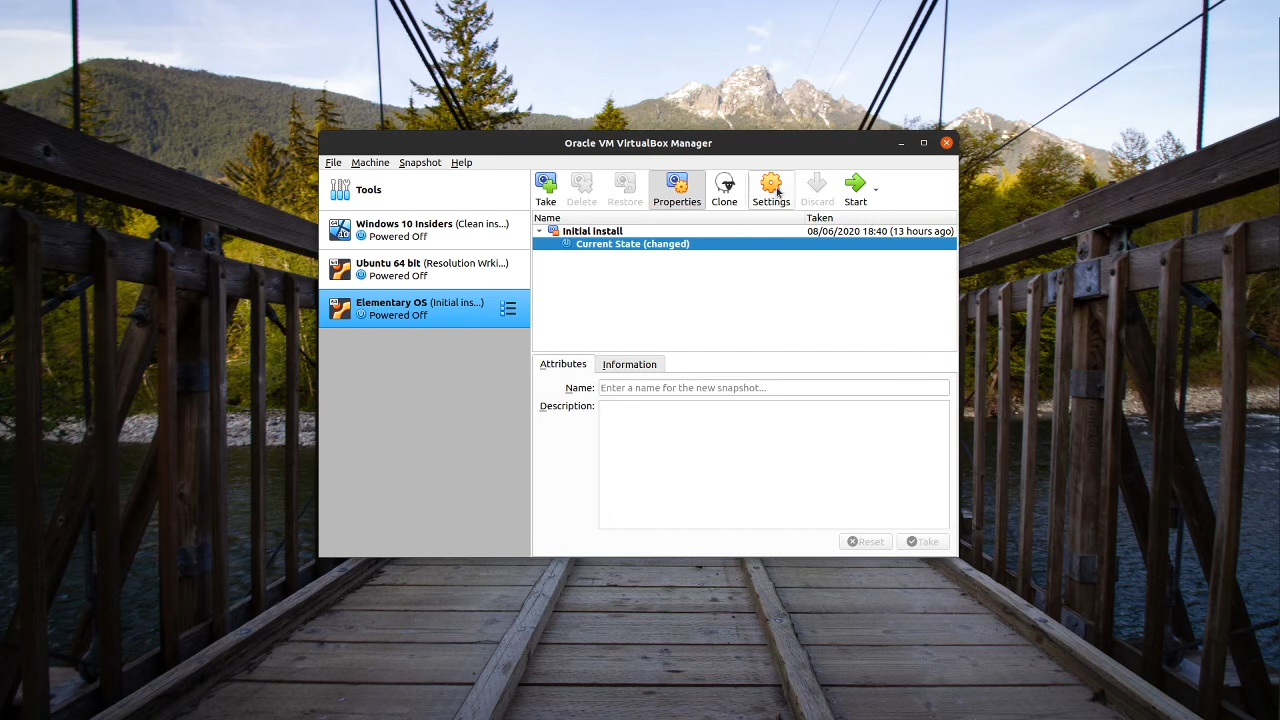 Oracle VM VirtualBox Manager
File Machine Snapshot Help
Tools
Take Delete Restore Properties Clone Settings Discard Start
Name Taken
Windows 10 Insiders (Clean ins...)
Powered Off
Initial install 08/06/2020 18:40 (13 hours ago)
Current State (changed)
Ubuntu 64 bit (Resolution Wrki...)
Powered Off
Elementary OS (Initial ins...)
Powered Off
Attributes Information
Name: Enter a name for the new snapshot...
Description:
Reset Take